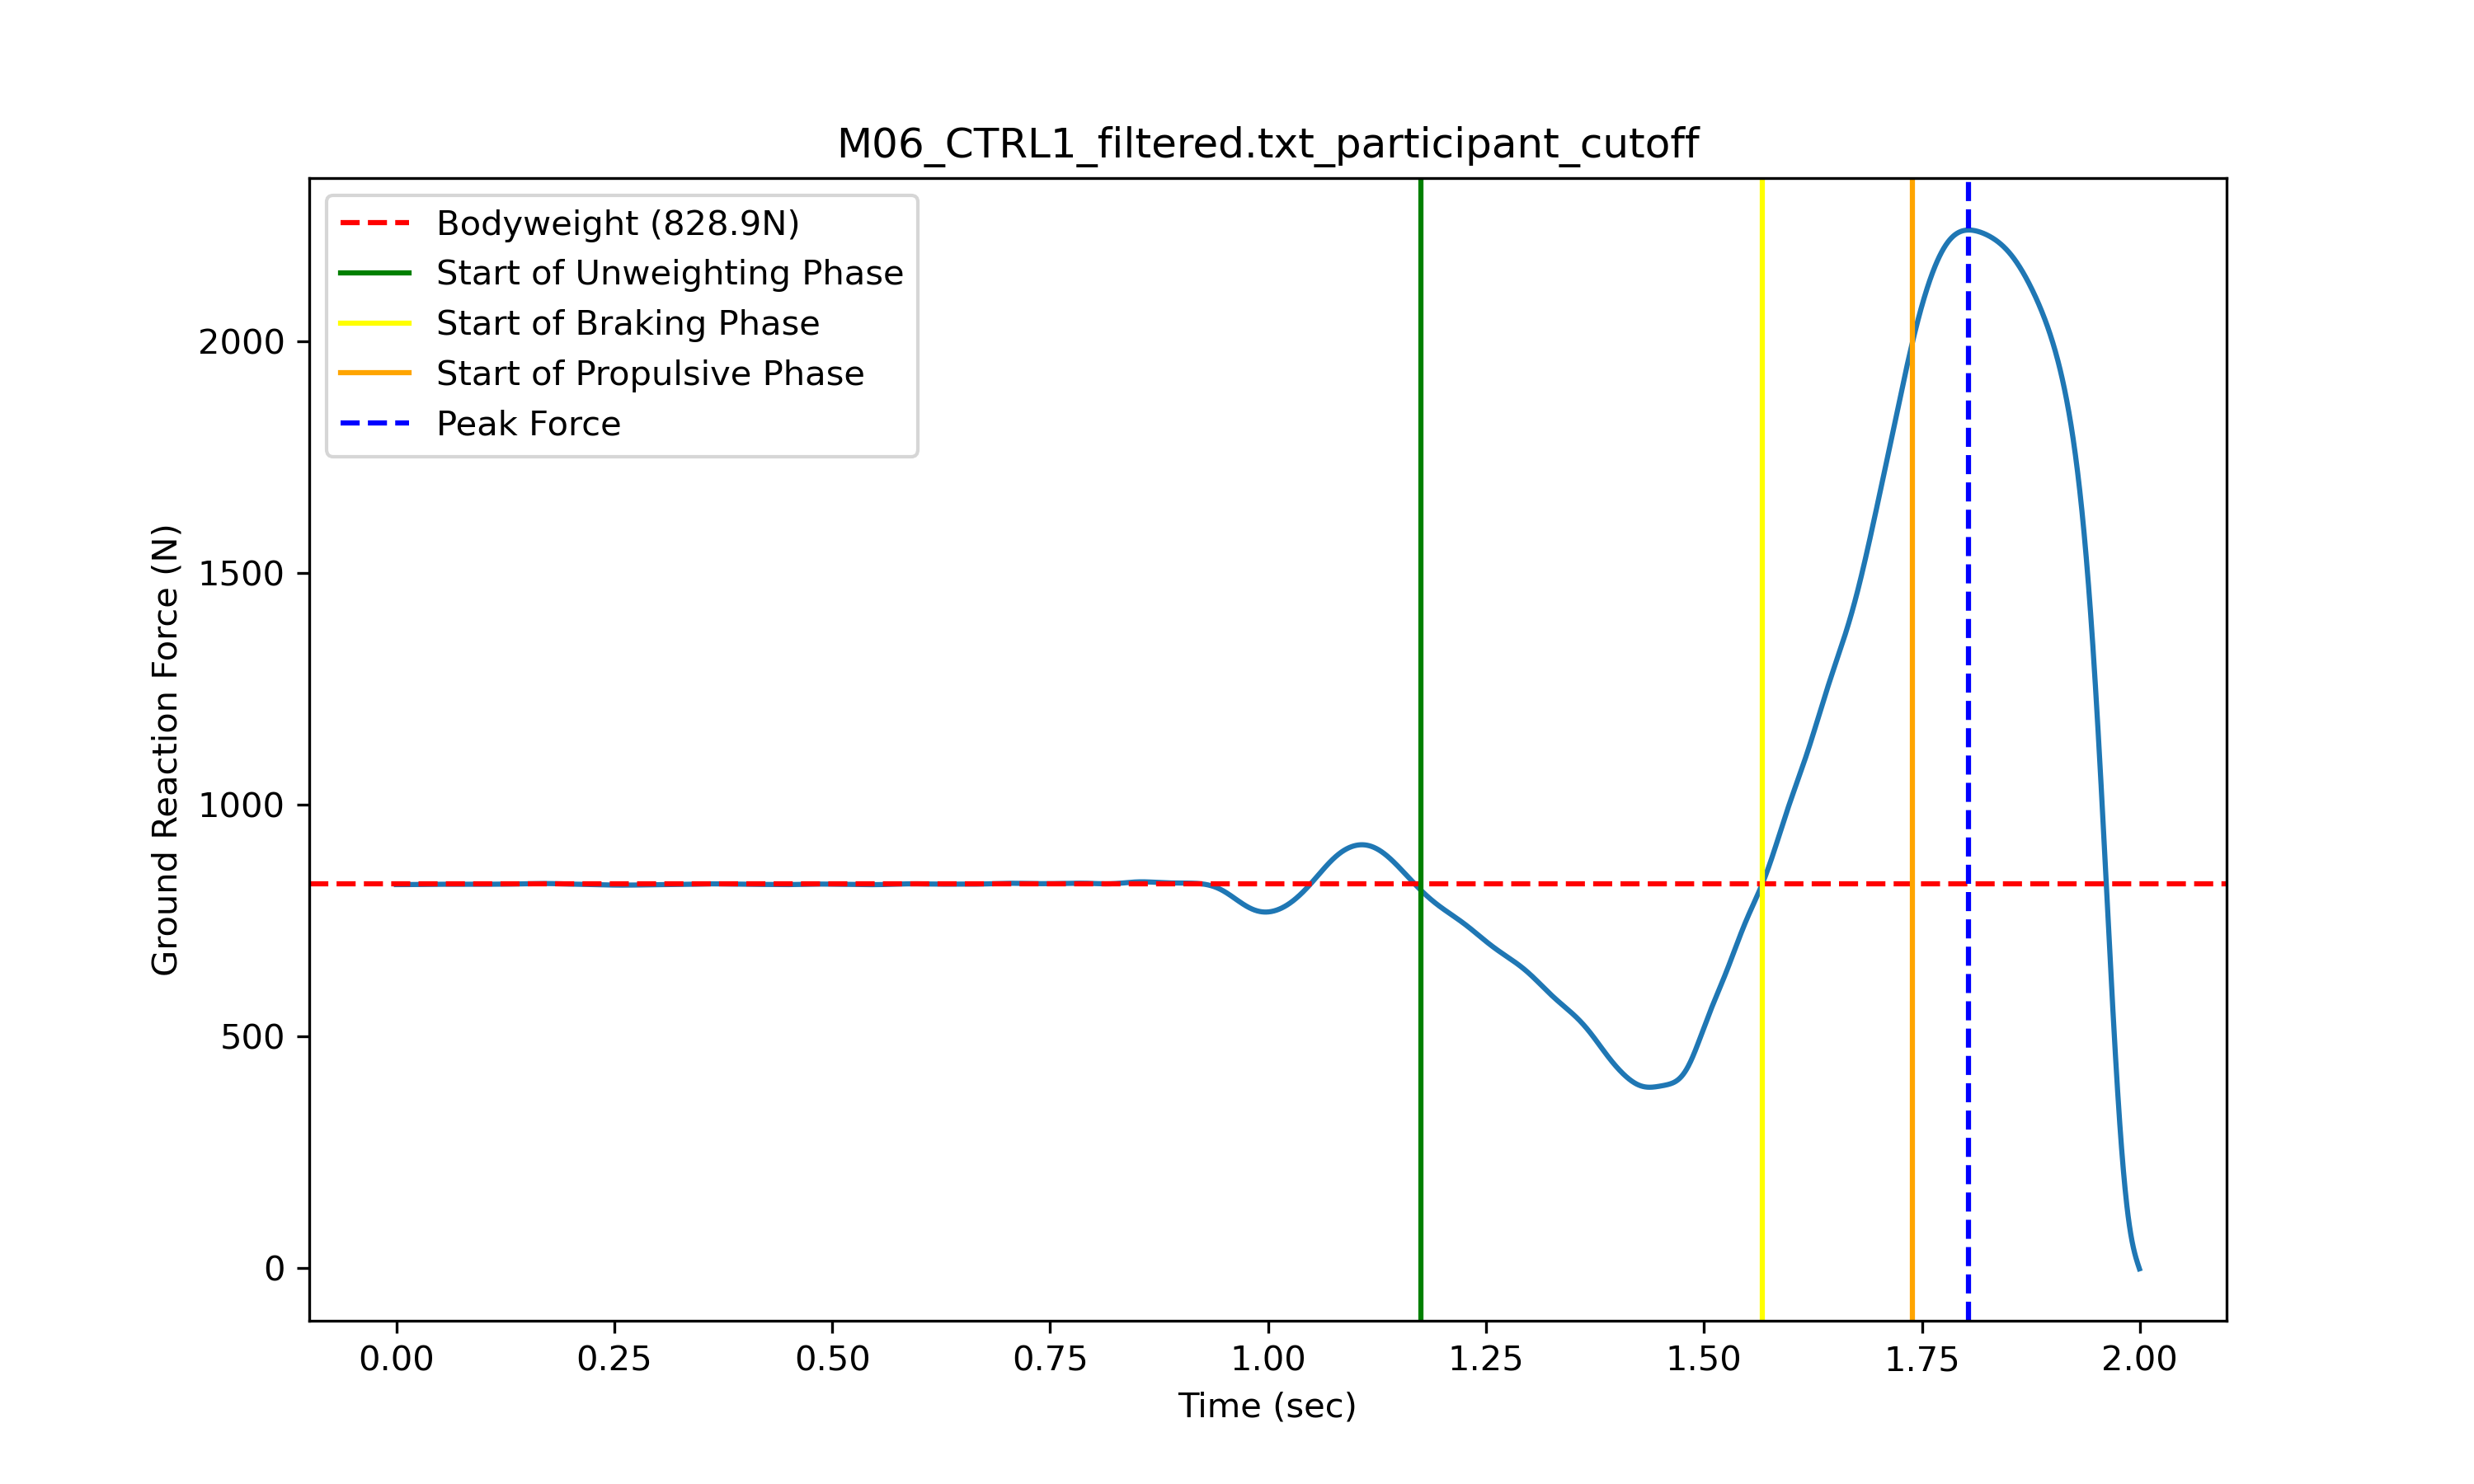 M06_CTRL1_filtered.txt_participant_cutoff
Bodyweight (828.9N)
Start of Unweighting Phase
Start of Braking Phase
Start of Propulsive Phase
Peak Force
Ground Reaction Force (N)
2000
1500
1000
500
0
0.00 0.25 0.50 0.75 1.00 1.25 1.50 1.75 2.00
Time (sec)